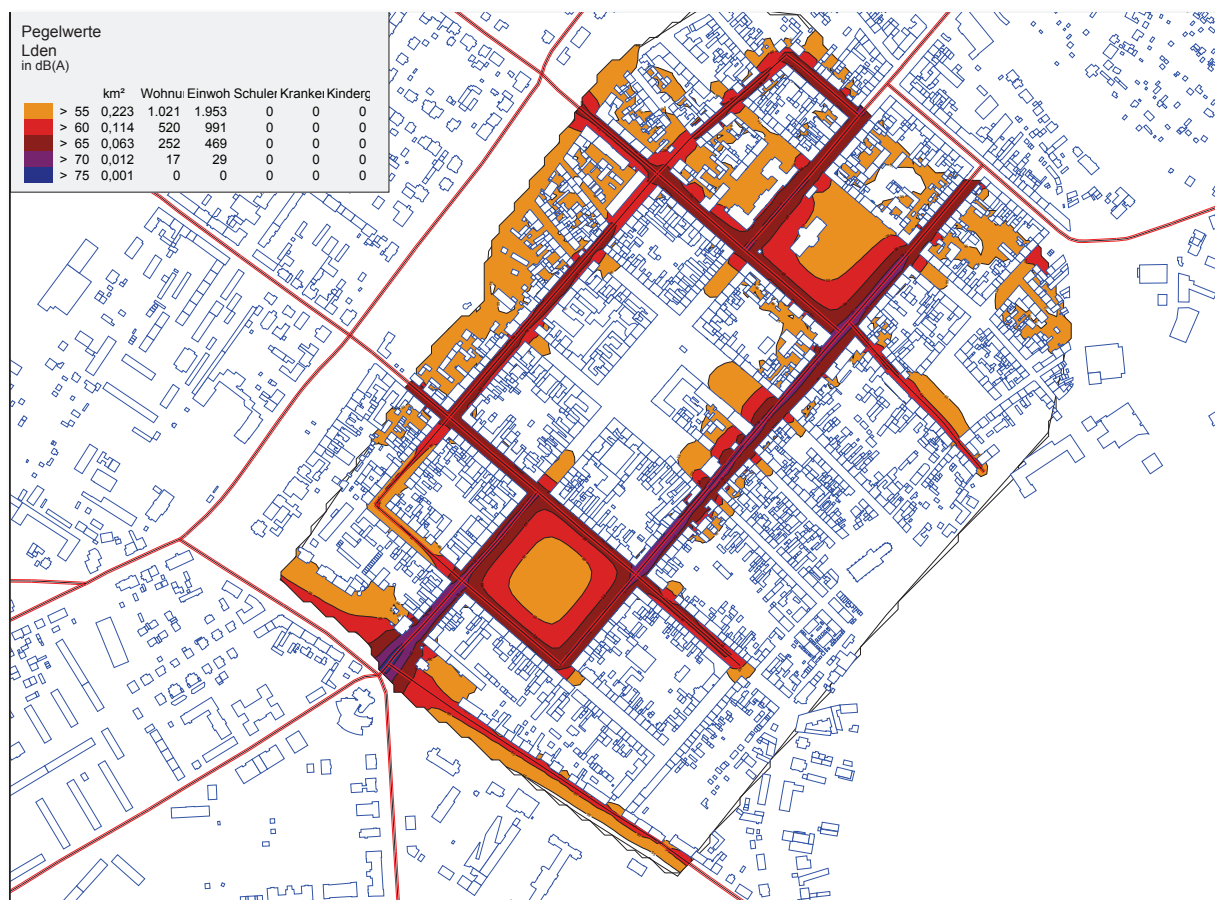 Pegelwerte
Lden
in dB(A)
km² Wohnu Einwoh Schulen Kranke Kinderg
> 55 0,223 1.021 1.953 0 0 0
> 60 0,114 520 991 0 0 0
> 65 0,063 252 469 0 0 0
> 70 0,012 17 29 0 0 0
> 75 0,001 0 0 0 0 0